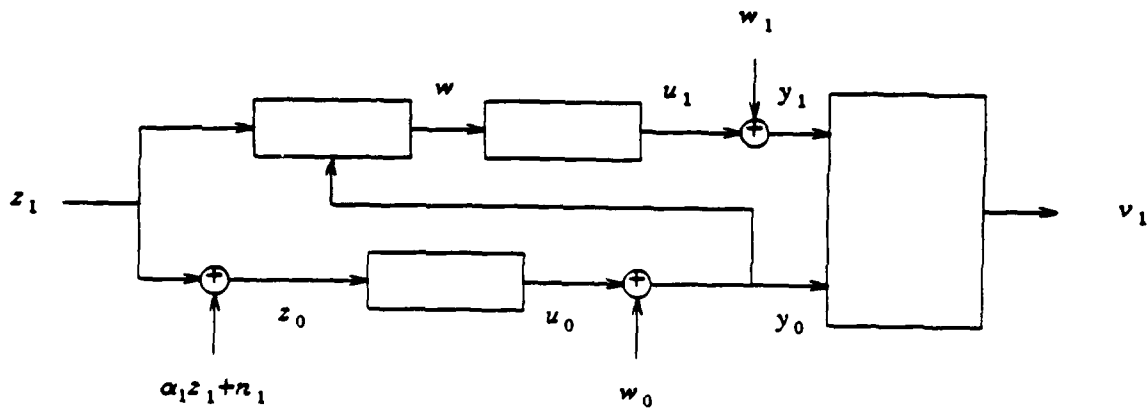 w₁
w
u₁
y₁
+
z₁
v₁
+
+
z₀
u₀
y₀
α₁z₁+n₁
w₀